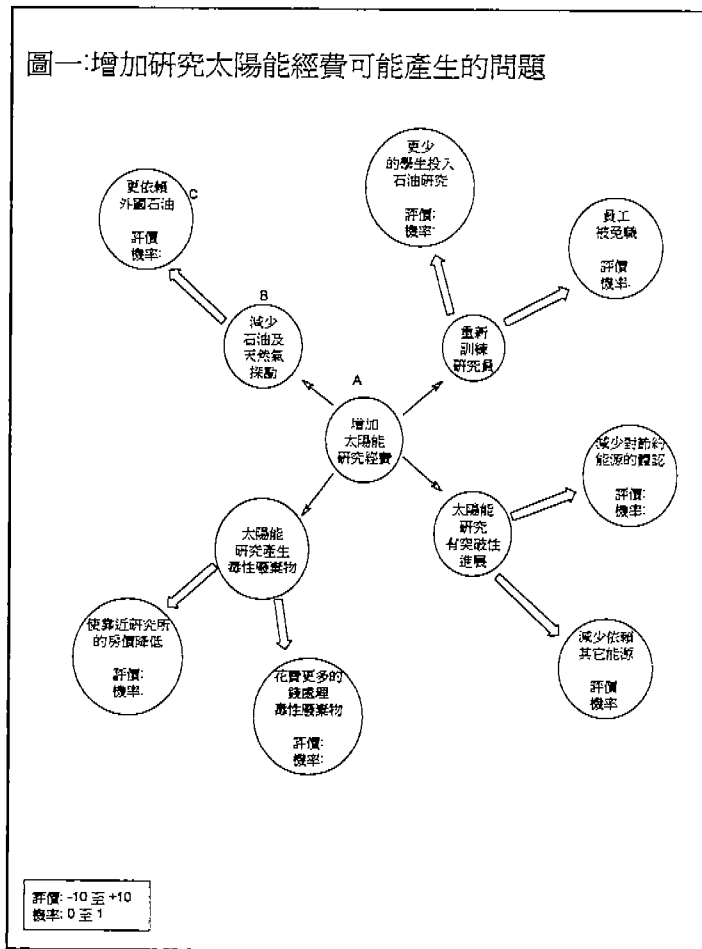 圖一:增加研究太陽能經費可能產生的問題
更少
的學生投入
石油研究
評價:
機率:
更依賴
外國石油
評價
機率:
C
員工
被免職
評價
機率:
B
減少
石油及
天然氣
探勘
重新
訓練
研究員
A
增加
太陽能
研究經費
減少對節約
能源的體認
評價:
機率:
太陽能
研究產生
毒性廢棄物
太陽能
研究
有突破性
進展
使靠近研究所
的房價降低
評價:
機率:
花費更多的
錢處理
毒性廢棄物
評價:
機率:
減少依賴
其它能源
評價
機率
評價: -10 至 +10
機率: 0 至 1